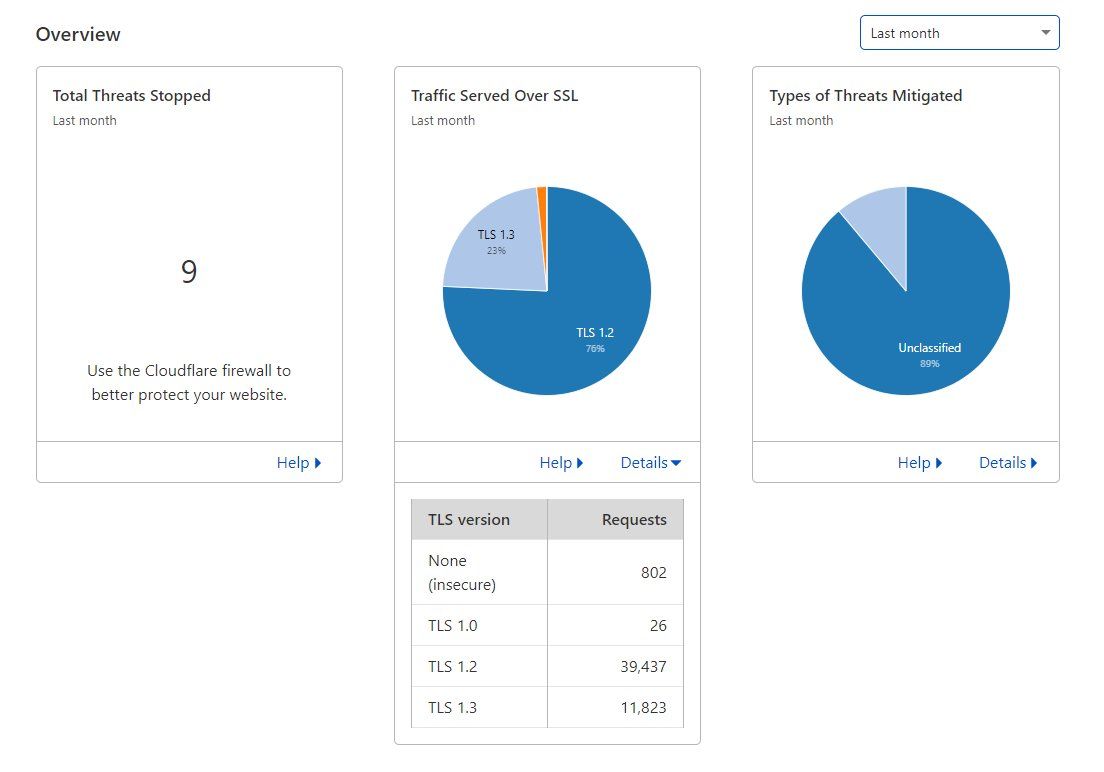 Overview
Last month
Total Threats Stopped
Last month
9
Use the Cloudflare firewall to
better protect your website.
Help
Traffic Served Over SSL
Last month
TLS 1.3
23%
TLS 1.2
76%
Help
Details
TLS version Requests
None
(insecure)
802
TLS 1.0 26
TLS 1.2 39,437
TLS 1.3 11,823
Types of Threats Mitigated
Last month
Unclassified
89%
Help
Details